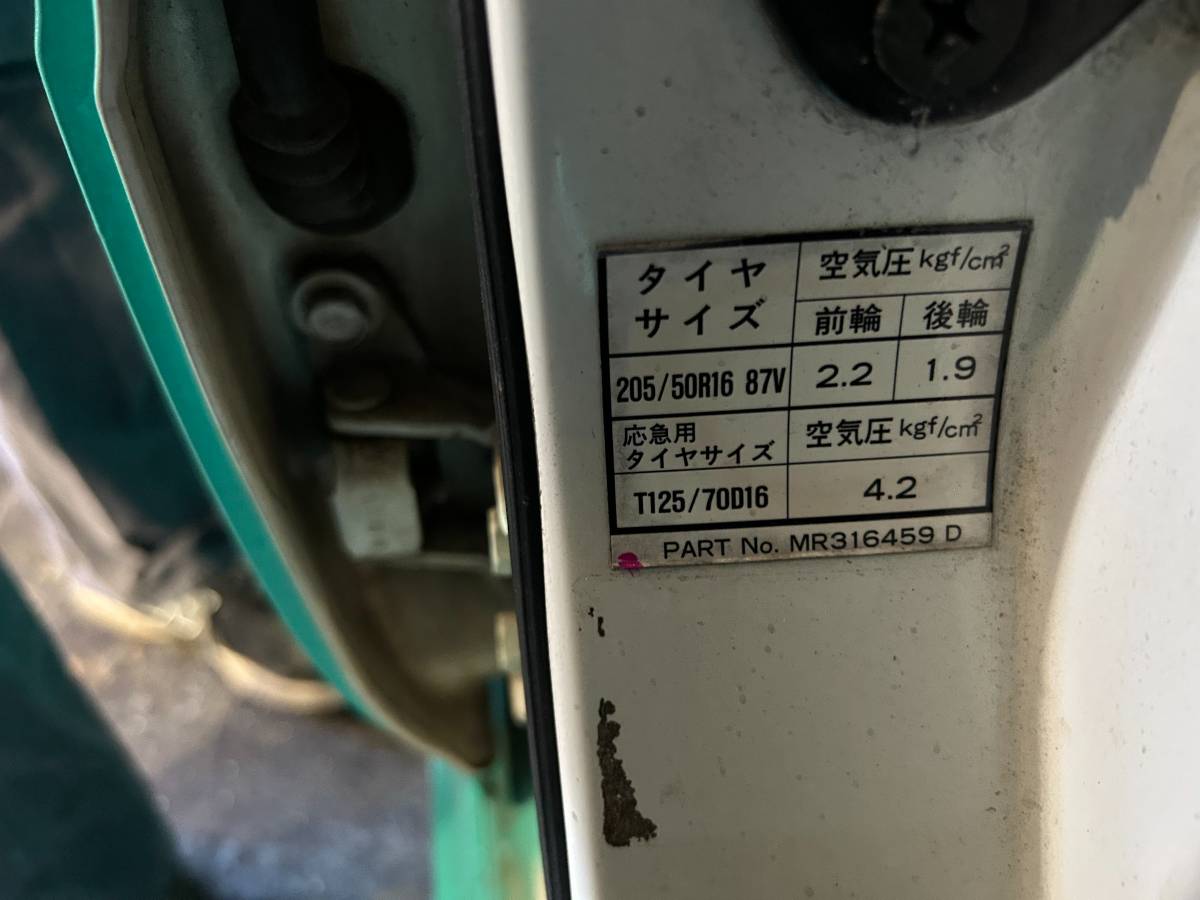 タイヤ
サイズ
空気圧 kgf/cm²
前輪 後輪
205/50R16 87V 2.2 1.9
応急用
タイヤサイズ
空気圧 kgf/cm²
T125/70D16 4.2
PART No. MR316459 D